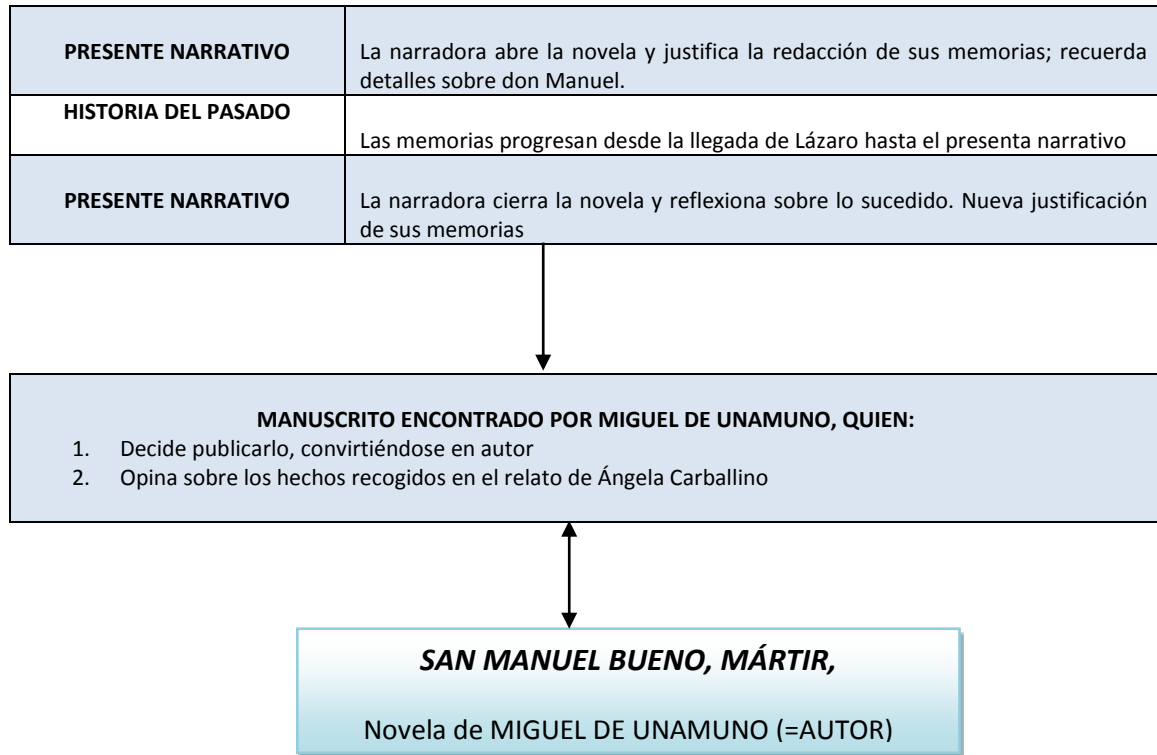 PRESENTE NARRATIVO
La narradora abre la novela y justifica la redacción de sus memorias; recuerda
detalles sobre don Manuel.
HISTORIA DEL PASADO
Las memorias progresan desde la llegada de Lázaro hasta el presenta narrativo
PRESENTE NARRATIVO
La narradora cierra la novela y reflexiona sobre lo sucedido. Nueva justificación
de sus memorias
MANUSCRITO ENCONTRADO POR MIGUEL DE UNAMUNO, QUIEN:
1. Decide publicarlo, convirtiéndose en autor
2. Opina sobre los hechos recogidos en el relato de Ángela Carballino
SAN MANUEL BUENO, MÁRTIR,
Novela de MIGUEL DE UNAMUNO (=AUTOR)